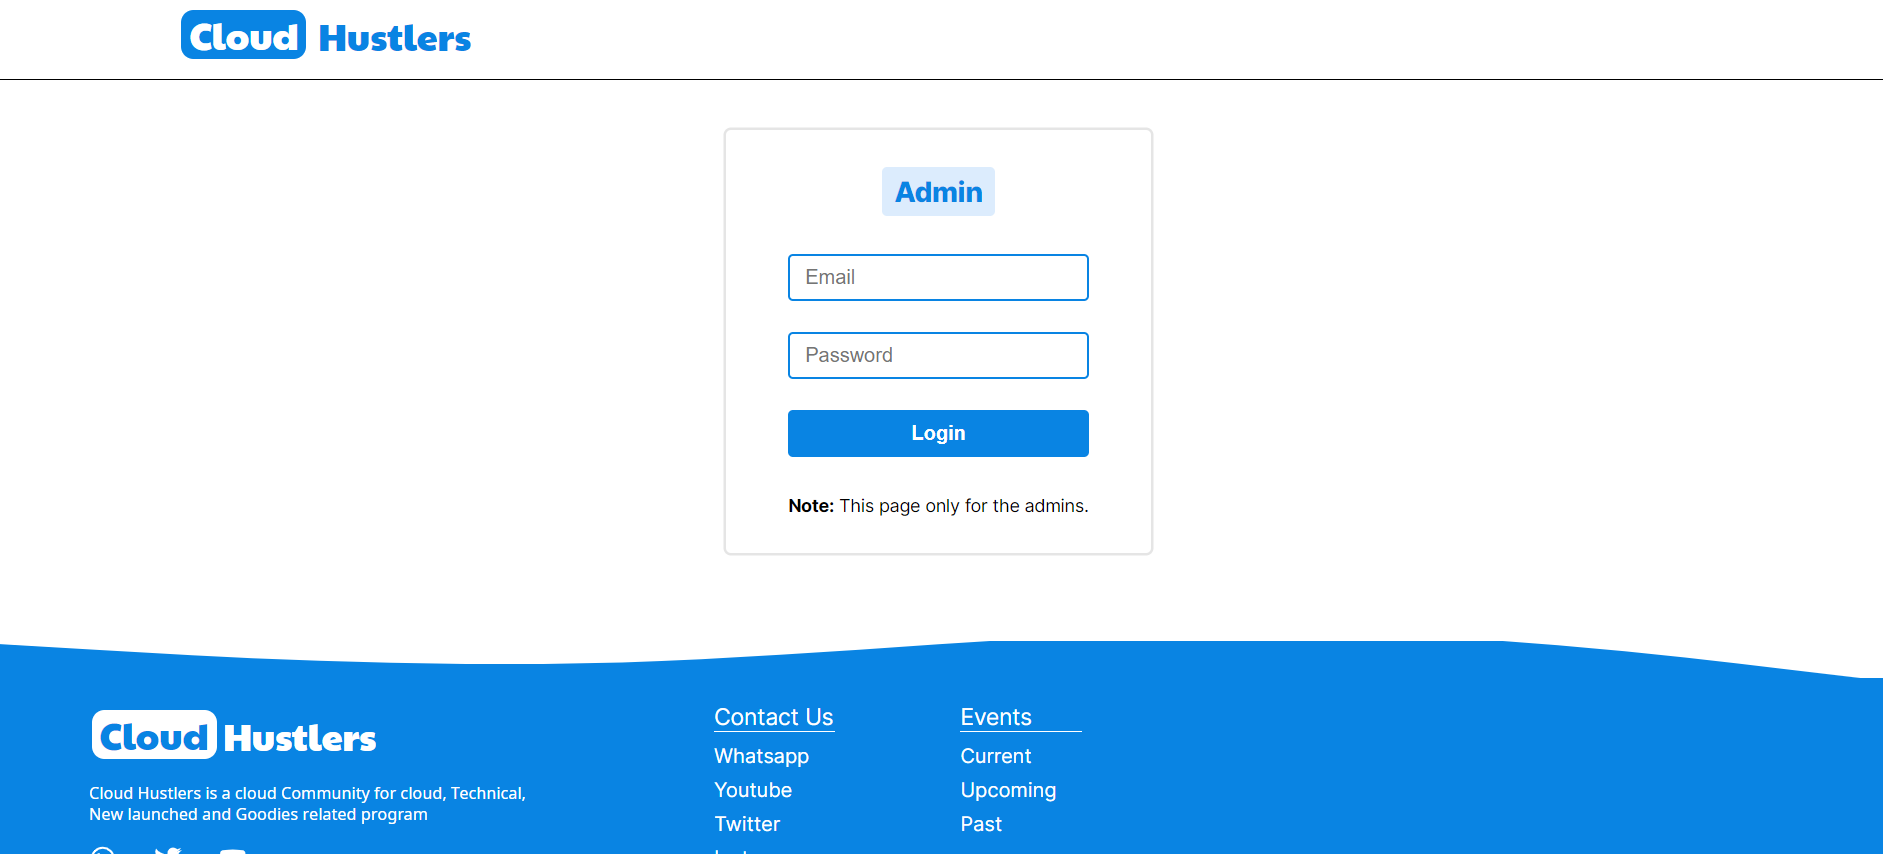 Cloud Hustlers
Admin
Email
Password
Login
Note: This page only for the admins.
Cloud Hustlers
Cloud Hustlers is a cloud Community for cloud, Technical,
New launched and Goodies related program
Contact Us
Whatsapp
Youtube
Twitter
Events
Current
Upcoming
Past